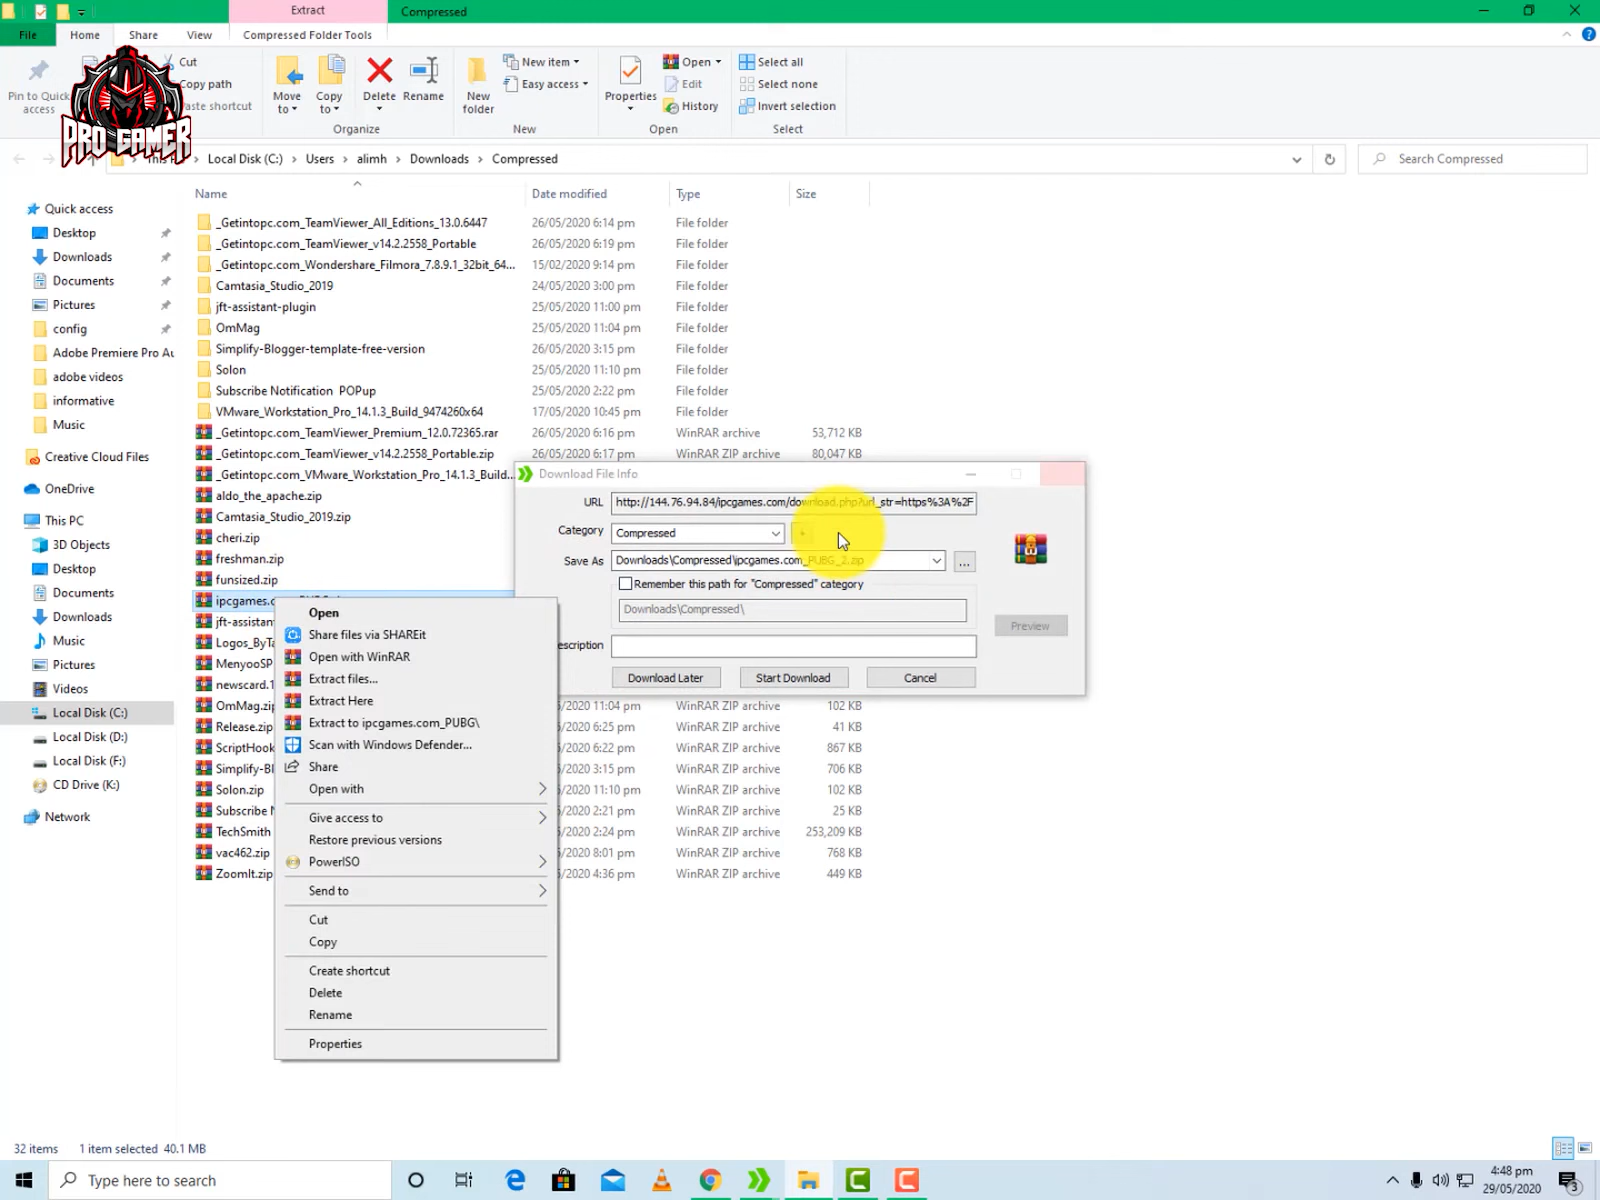 Extract
Compressed
File
Home
Share
View
Compressed Folder Tools
Pin to Quick
access
Cut
Copy path
Paste shortcut
PRO GAMER
Move
to
Copy
to
Delete
Rename
Organize
New
folder
New item
Easy access
New
Properties
Open
Edit
History
Open
Select all
Select none
Invert selection
Select
Local Disk (C:)
Users
alimh
Downloads
Compressed
Search Compressed
Name
Date modified
Type
Size
Quick access
Desktop
Downloads
Documents
Pictures
config
Adobe Premiere Pro Au
adobe videos
informative
Music
Creative Cloud Files
OneDrive
This PC
3D Objects
Desktop
Documents
Downloads
Music
Pictures
Videos
Local Disk (C:)
Local Disk (D:)
Local Disk (F:)
CD Drive (K:)
Network
_Getintopc.com_TeamViewer_All_Editions_13.0.6447 26/05/2020 6:14 pm File folder
_Getintopc.com_TeamViewer_v14.2.2558_Portable 26/05/2020 6:19 pm File folder
_Getintopc.com_Wondershare_Filmora_7.8.9.1_32bit_64... 15/02/2020 9:14 pm File folder
Camtasia_Studio_2019 24/05/2020 3:00 pm File folder
jft-assistant-plugin 25/05/2020 11:00 pm File folder
OmMag 25/05/2020 11:04 pm File folder
Simplify-Blogger-template-free-version 26/05/2020 3:15 pm File folder
Solon 25/05/2020 11:10 pm File folder
Subscribe Notification POPup 25/05/2020 2:22 pm File folder
VMware_Workstation_Pro_14.1.3_Build_9474260x64 17/05/2020 10:45 pm File folder
_Getintopc.com_TeamViewer_Premium_12.0.72365.rar 26/05/2020 6:16 pm WinRAR archive 53,712 KB
_Getintopc.com_TeamViewer_v14.2.2558_Portable.zip 26/05/2020 6:17 pm WinRAR ZIP archive 80,047 KB
_Getintopc.com_VMware_Workstation_Pro_14.1.3_Build...
aldo_the_apache.zip
Camtasia_Studio_2019.zip
cheri.zip
freshman.zip
funsized.zip
ipcgames.c
jft-assistant
Logos_ByTa
MenyooSP
newscard.1
OmMag.zip /05/2020 11:04 pm WinRAR ZIP archive 102 KB
Release.zip /05/2020 6:25 pm WinRAR ZIP archive 41 KB
ScriptHook /05/2020 6:22 pm WinRAR ZIP archive 867 KB
Simplify-Bl /05/2020 3:15 pm WinRAR ZIP archive 706 KB
Solon.zip /05/2020 11:10 pm WinRAR ZIP archive 102 KB
Subscribe N /05/2020 2:21 pm WinRAR ZIP archive 25 KB
TechSmith /05/2020 2:24 pm WinRAR ZIP archive 253,209 KB
vac462.zip /05/2020 8:01 pm WinRAR ZIP archive 768 KB
ZoomIt.zip /05/2020 4:36 pm WinRAR ZIP archive 449 KB
Open
Share files via SHAREit
Open with WinRAR
Extract files...
Extract Here
Extract to ipcgames.com_PUBG\
Scan with Windows Defender...
Share
Open with
Give access to
Restore previous versions
PowerISO
Send to
Cut
Copy
Create shortcut
Delete
Rename
Properties
Download File Info
URL http://144.76.94.84/ipcgames.com/download.php?url_str=https%3A%2F
Category Compressed
Save As Downloads\Compressed\ipcgames.com_PUBG_2.zip ...
Remember this path for "Compressed" category
Downloads\Compressed\
Preview
escription
Download Later
Start Download
Cancel
32 items 1 item selected 40.1 MB
Type here to search
4:48 pm
29/05/2020
3